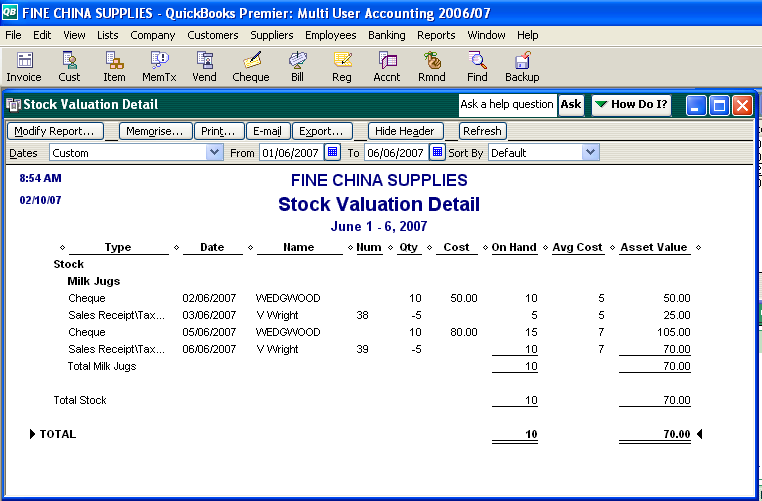 FINE CHINA SUPPLIES - QuickBooks Premier: Multi User Accounting 2006/07
File Edit View Lists Company Customers Suppliers Employees Banking Reports Window Help
Invoice Cust Item MemTx Vend Cheque Bill Reg Accnt Rmnd Find Backup
Stock Valuation Detail Ask a help question Ask How Do I?
Modify Report... Memorise... Print... E-mail Export... Hide Header Refresh
Dates Custom From 01/06/2007 To 06/06/2007 Sort By Default
8:54 AM FINE CHINA SUPPLIES
02/10/07 Stock Valuation Detail
June 1 - 6, 2007
Type Date Name Num Qty Cost On Hand Avg Cost Asset Value
Stock
Milk Jugs
Cheque 02/06/2007 WEDGWOOD 10 50.00 10 5 50.00
Sales Receipt\Tax... 03/06/2007 V Wright 38 -5 5 5 25.00
Cheque 05/06/2007 WEDGWOOD 10 80.00 15 7 105.00
Sales Receipt\Tax... 06/06/2007 V Wright 39 -5 10 7 70.00
Total Milk Jugs 10 70.00
Total Stock 10 70.00
TOTAL 10 70.00